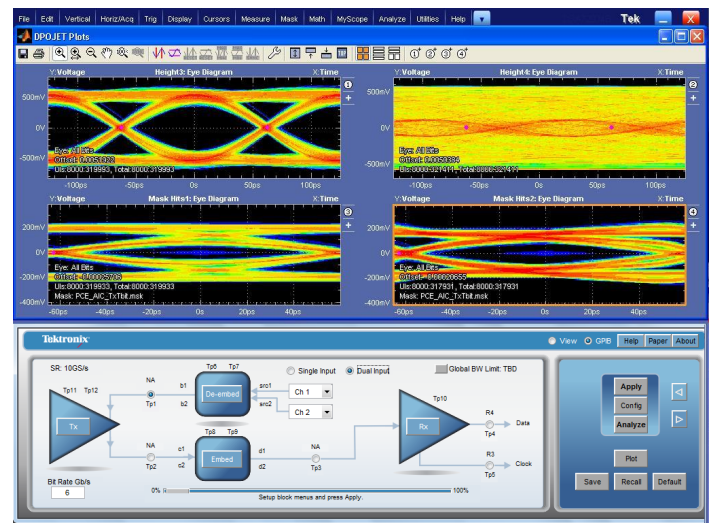 File Edit Vertical Horiz/Acq Trig Display Cursors Measure Mask Math MyScope Analyze Utilities Help Tek
DPOJET Plots
Y:Voltage Height3: Eye Diagram X:Time
500mV
0V
-500mV
Eye: All Bits
UIs:8000:319993, Total:8000:319993
-100ps -50ps 0s 50ps 100ps
Y:Voltage Height4: Eye Diagram X:Time
500mV
0V
-500mV
Eye: All Bits
-100ps -50ps 0s 50ps 100ps
Y:Voltage Mask Hits1: Eye Diagram X:Time
200mV
0V
-200mV
-400mV
Eye: All Bits
UIs:8000:319933, Total:8000:319933
Mask: PCE_AIC_TxTbit.msk
-60ps -40ps -20ps 0s 20ps 40ps
Y:Voltage Mask Hits2: Eye Diagram X:Time
200mV
0V
-200mV
-400mV
Eye: All Bits
UIs:8000:317931, Total:8000:317931
Mask: PCE_AIC_TxTbit.msk
-60ps -40ps -20ps 0s 20ps 40ps
Tektronix View GPIB Help Paper About
SR: 10GS/s
Tp6 Tp7
Single Input Dual Input
Global BW Limit: TBD
Tp11 Tp12
NA
b1
b2
Tp1
De-embed
src1
src2
Ch 1
Ch 2
Tp10
Tx
Tp8 Tp9
NA
c1
c2
Tp2
Embed
d1
d2
NA
Tp3
Rx
R4
Tp4
Data
R3
Tp5
Clock
Bit Rate Gb/s
6
0% 100%
Setup block menus and press Apply.
Apply
Config
Analyze
Plot
Save Recall Default